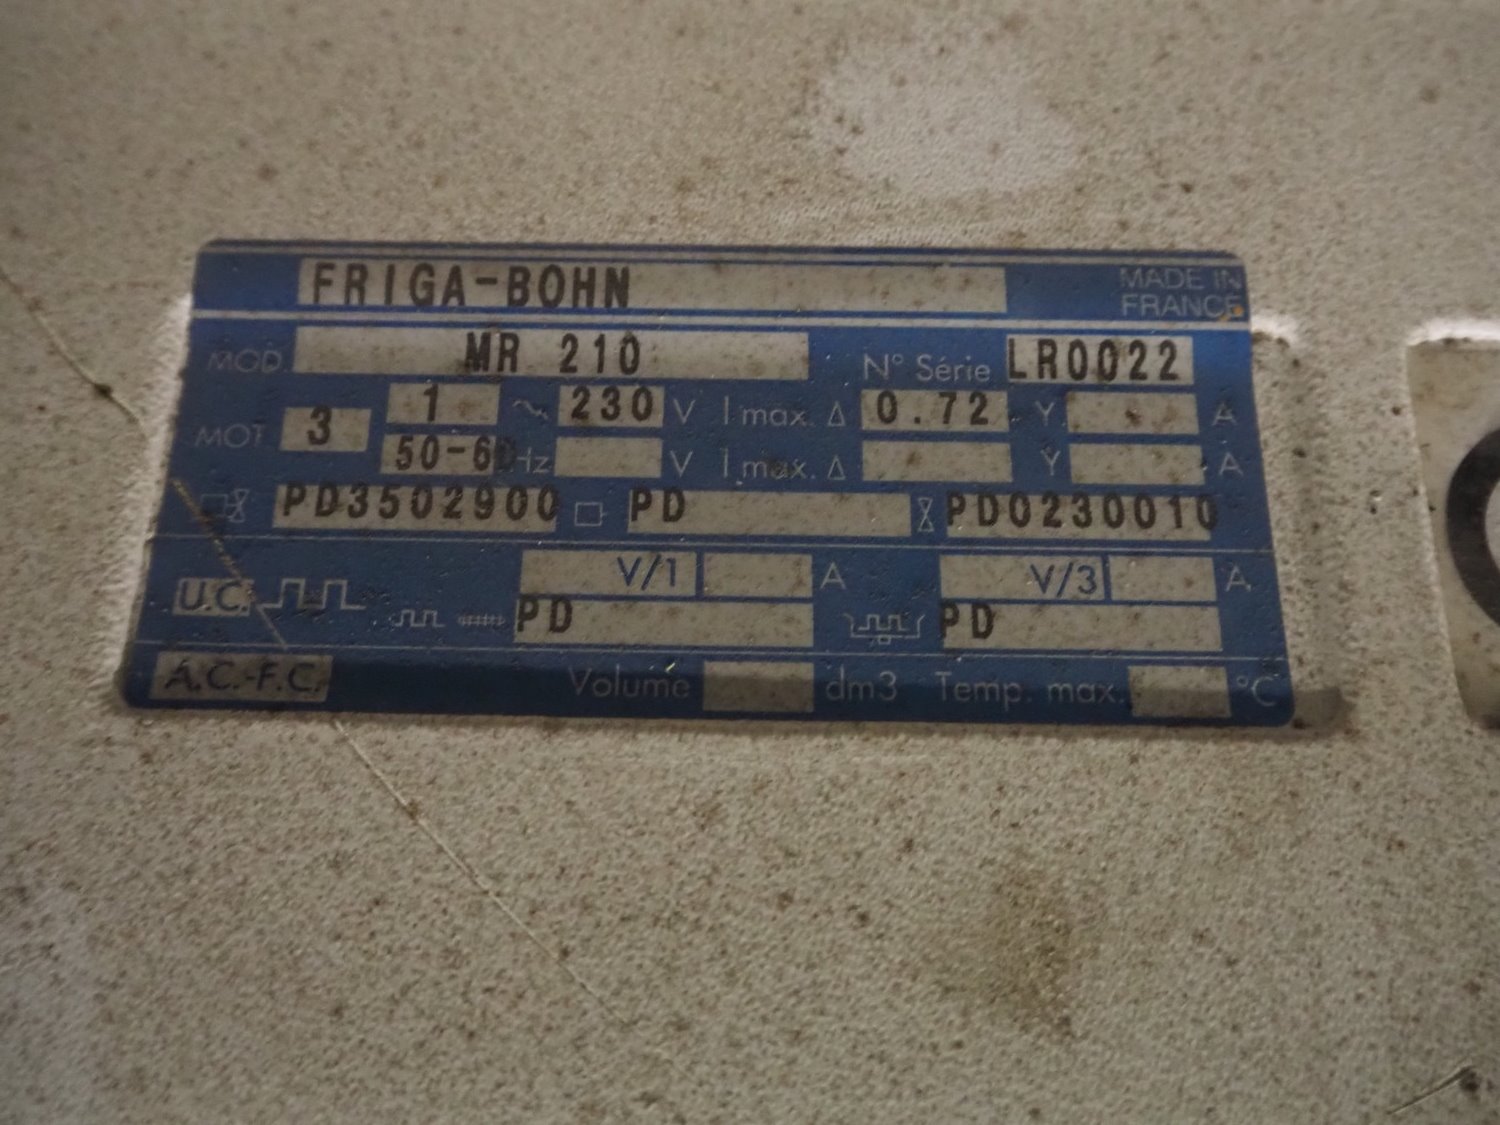 FRIGA-BOHN MADE IN
FRANCE
MOD MR 210 N° Série LR0022
MOT 3 1 ~ 230 V I max. Δ 0.72 Y A
50-60 Hz V I max. Δ Y A
PD3502900 PD PD0230010
V/1 A V/3 A
U.C. PD PD
A.C.-F.C. Volume dm3 Temp. max. °C